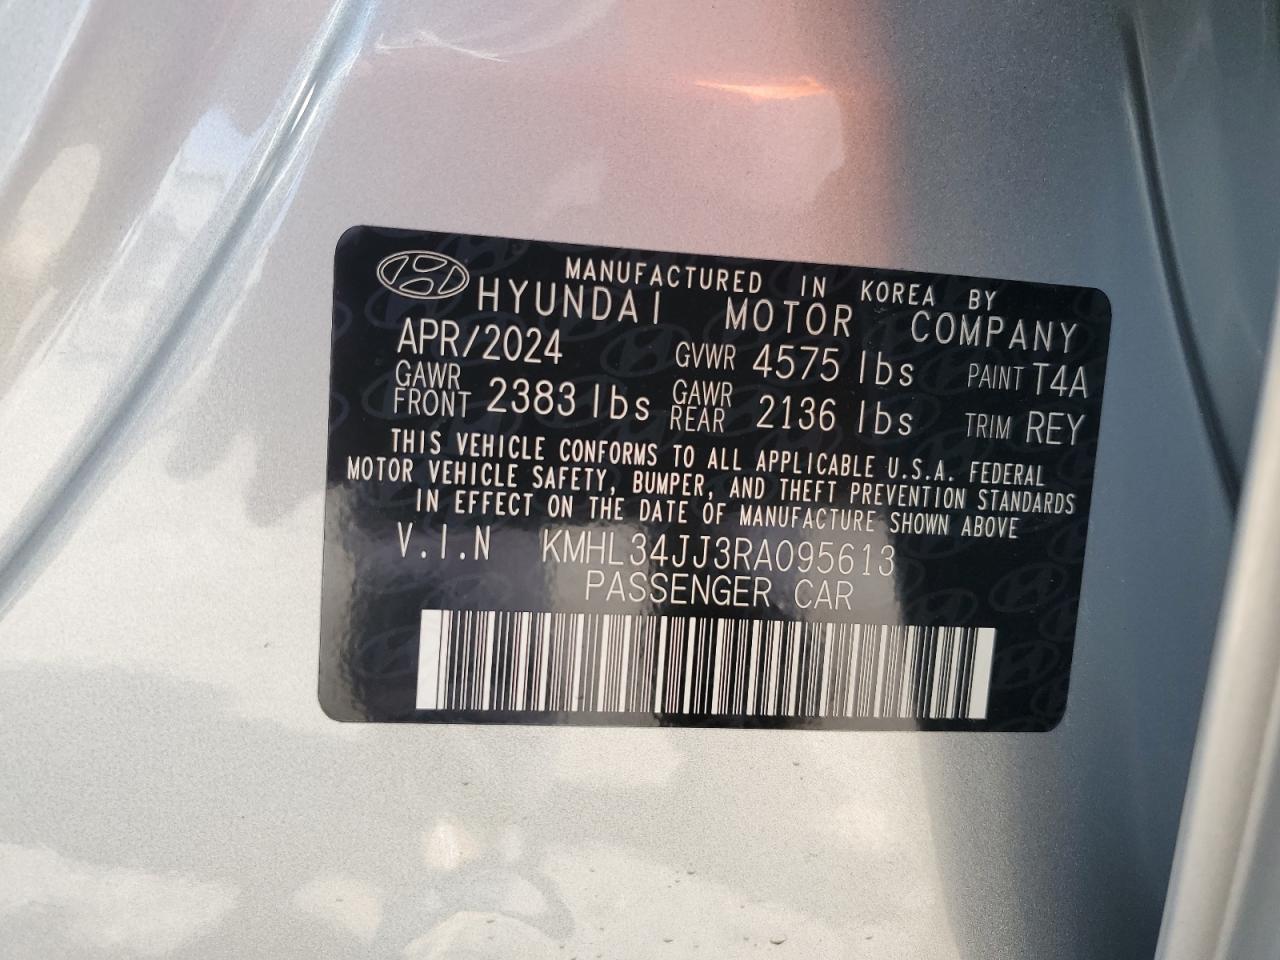 MANUFACTURED IN KOREA BY
HYUNDAI MOTOR COMPANY
APR/2024 GVWR 4575 lbs PAINT T4A
GAWR FRONT 2383 lbs GAWR REAR 2136 lbs TRIM REY
THIS VEHICLE CONFORMS TO ALL APPLICABLE U.S.A. FEDERAL
MOTOR VEHICLE SAFETY, BUMPER, AND THEFT PREVENTION STANDARDS
IN EFFECT ON THE DATE OF MANUFACTURE SHOWN ABOVE
V.I.N KMHL34JJ3RA095613
PASSENGER CAR